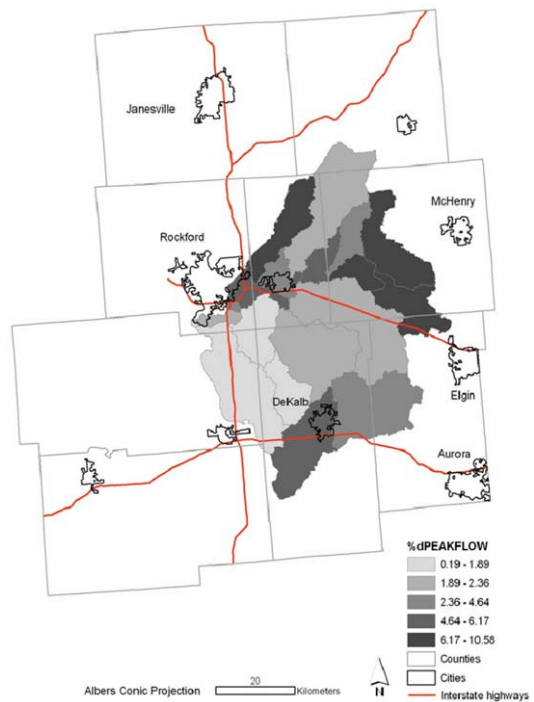 Janesville
McHenry
Rockford
DeKalb
Elgin
Aurora
%dPEAKFLOW
0.19 - 1.89
1.89 - 2.36
2.36 - 4.64
4.64 - 6.17
6.17 - 10.58
Counties
Cities
Interstate highways
Albers Conic Projection
20
Kilometers
N